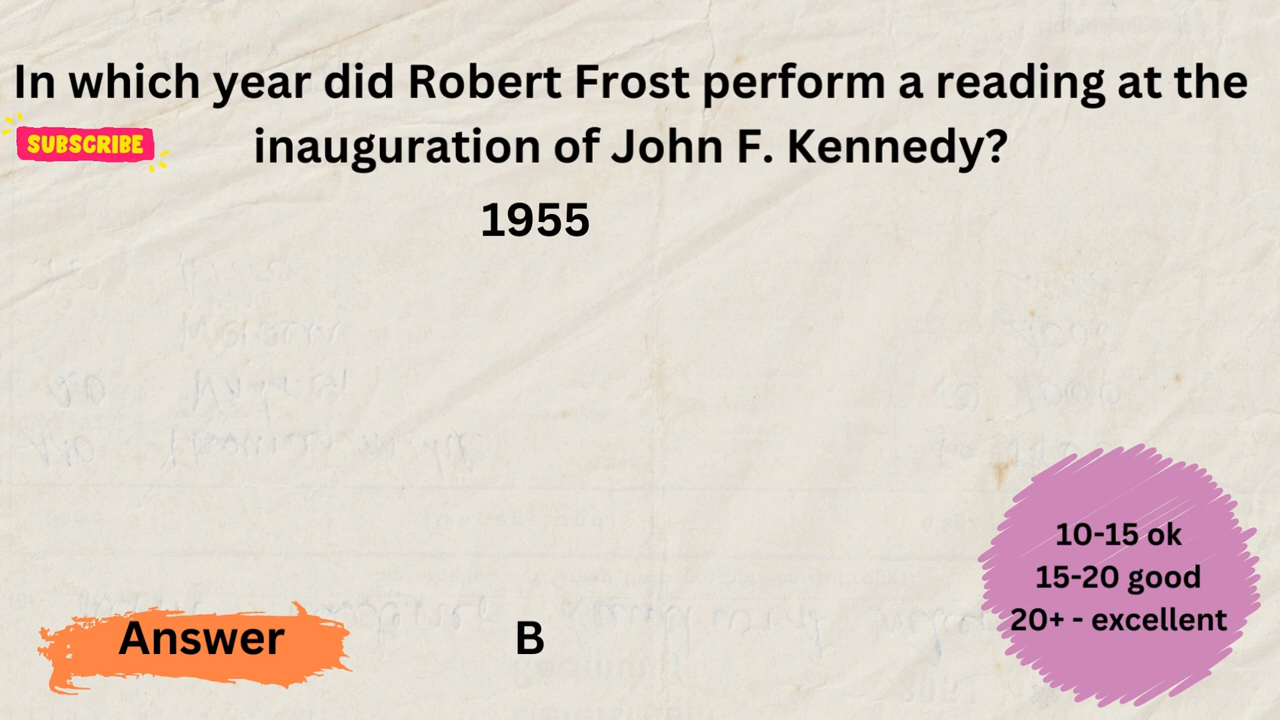 In which year did Robert Frost perform a reading at the
SUBSCRIBE
inauguration of John F. Kennedy?
1955
10-15 ok
15-20 good
20+ - excellent
Answer
B